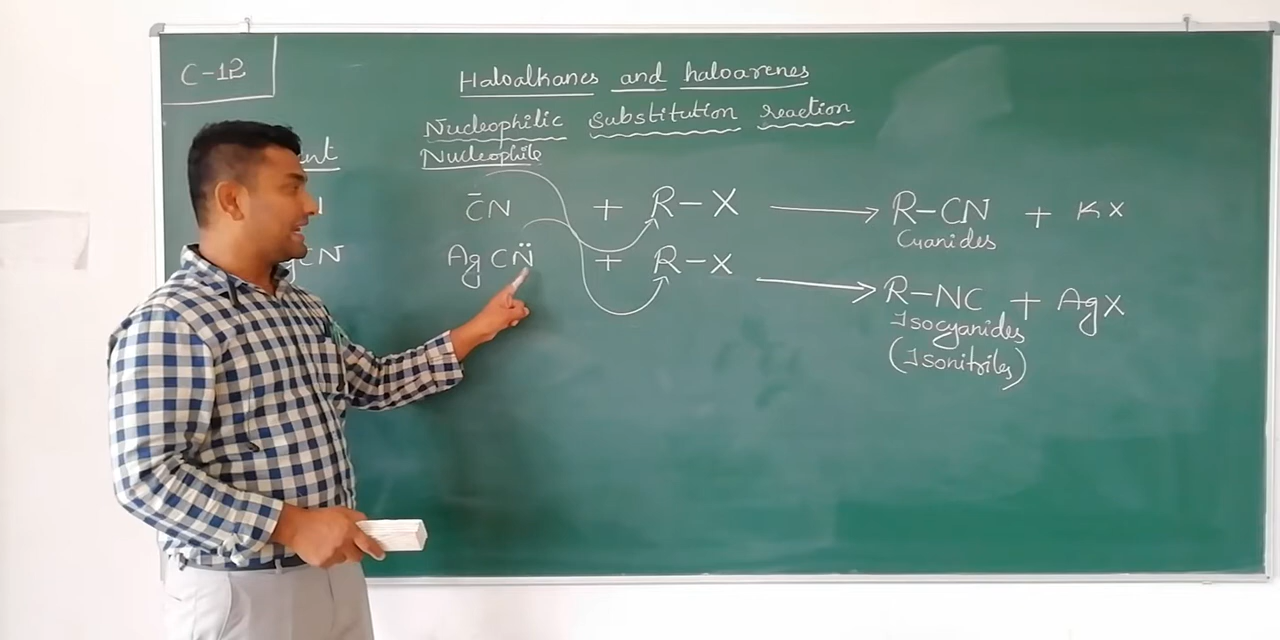 C-12
Haloalkanes and haloarenes
Nucleophilic substitution reaction
Nucleophile
C̄N + R-X → R-CN + KX
Cyanides
AgCN̈ + R-X → R-NC + AgX
Isocyanides
(Isonitriles)